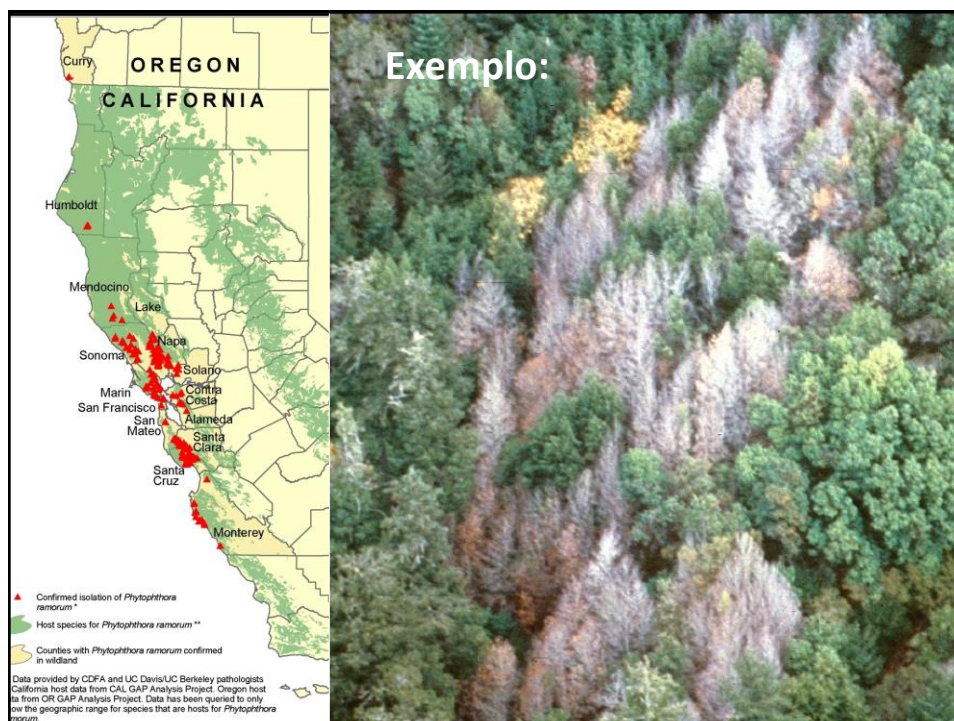 Curry
OREGON
CALIFORNIA
Humboldt
Mendocino
Lake
Napa
Sonoma
Solano
Marin
Contra
Costa
San Francisco
Alameda
San
Mateo
Santa
Clara
Santa
Cruz
Monterey
Confirmed isolation of Phytophthora
ramorum *
Host species for Phytophthora ramorum **
Counties with Phytophthora ramorum confirmed
in wildland
Data provided by CDFA and UC Davis/UC Berkeley pathologists
California host data from CAL GAP Analysis Project. Oregon host
ta from OR GAP Analysis Project. Data has been queried to only
ow the geographic range for species that are hosts for Phytophthora
morum.
Exemplo: